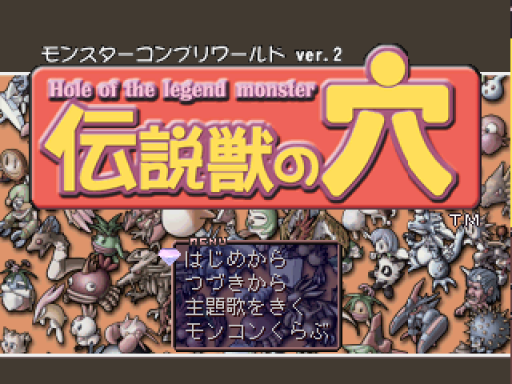 モンスターコンプリワールド ver.2
Hole of the legend monster
伝説獣の穴
TM
MENU
はじめから
つづきから
主題歌をきく
モンコンくらぶ